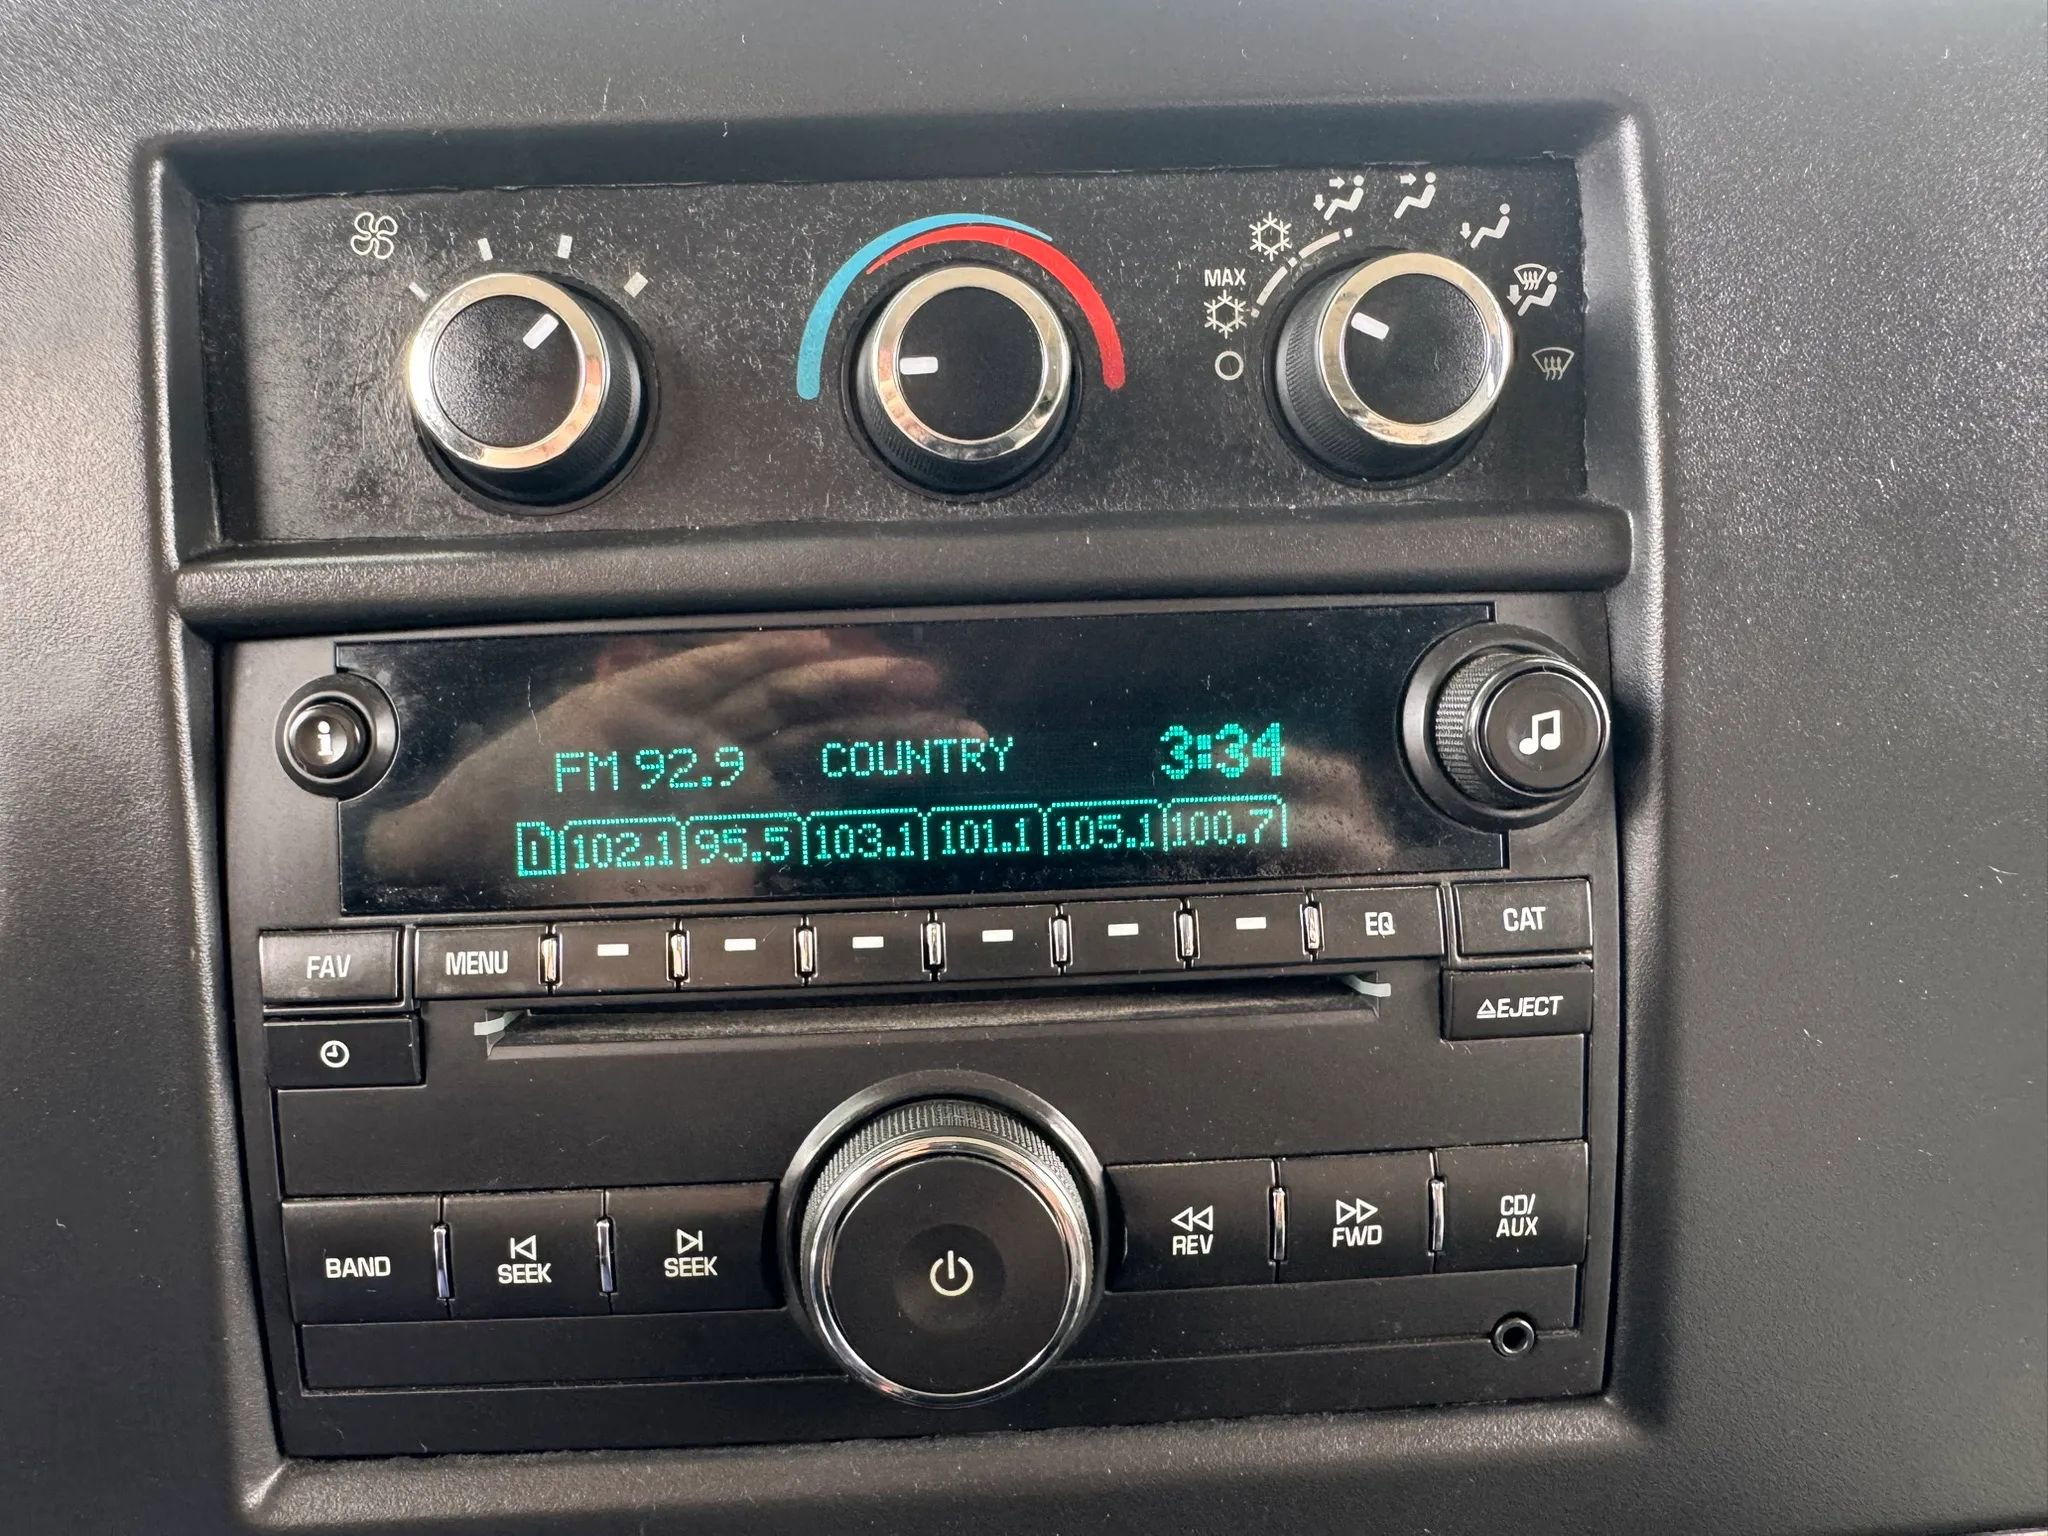 MAX
i
FM 92.9 COUNTRY 3:34
1 102.1 95.5 103.1 101.1 105.1 100.7
FAV MENU EQ CAT
EJECT
BAND SEEK SEEK REV FWD CD/
AUX